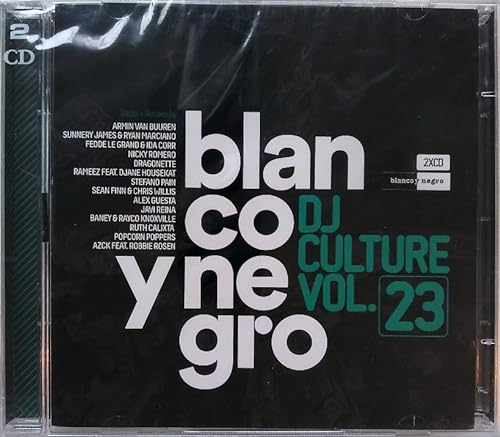 2
CD
ARMIN VAN BUUREN
SUNNERY JAMES & RYAN MARCIANO
FEDDE LE GRAND & IDA CORR
NICKY ROMERO
DRAGONETTE
RAMEEZ FEAT. DJANE HOUSEKAT
STEFANO PAIN
SEAN FINN & CHRIS WILLIS
ALEX GUESTA
JAVI REINA
BANEY & RAYCO KNOXVILLE
RUTH CALIXTA
POPCORN POPPERS
AZCK FEAT. ROBBIE ROSEN
blan
co
y ne
gro
DJ
CULTURE
VOL. 23
2XCD
blanco y negro